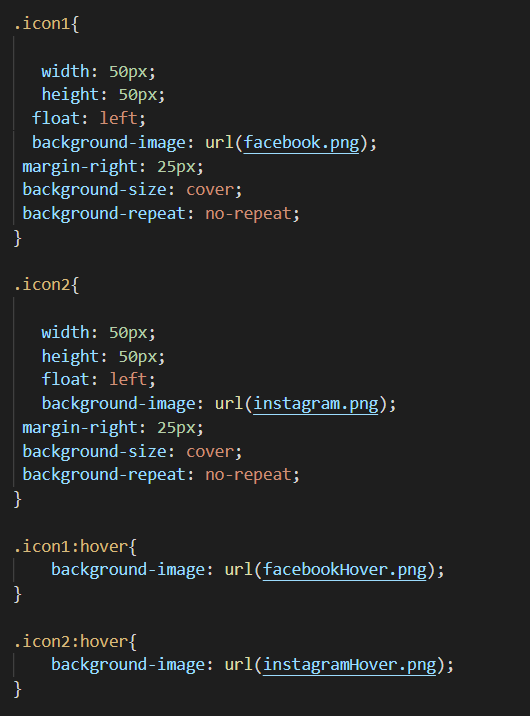 .icon1{
width: 50px;
height: 50px;
float: left;
background-image: url(facebook.png);
margin-right: 25px;
background-size: cover;
background-repeat: no-repeat;
}
.icon2{
width: 50px;
height: 50px;
float: left;
background-image: url(instagram.png);
margin-right: 25px;
background-size: cover;
background-repeat: no-repeat;
}
.icon1:hover{
background-image: url(facebookHover.png);
}
.icon2:hover{
background-image: url(instagramHover.png);
}